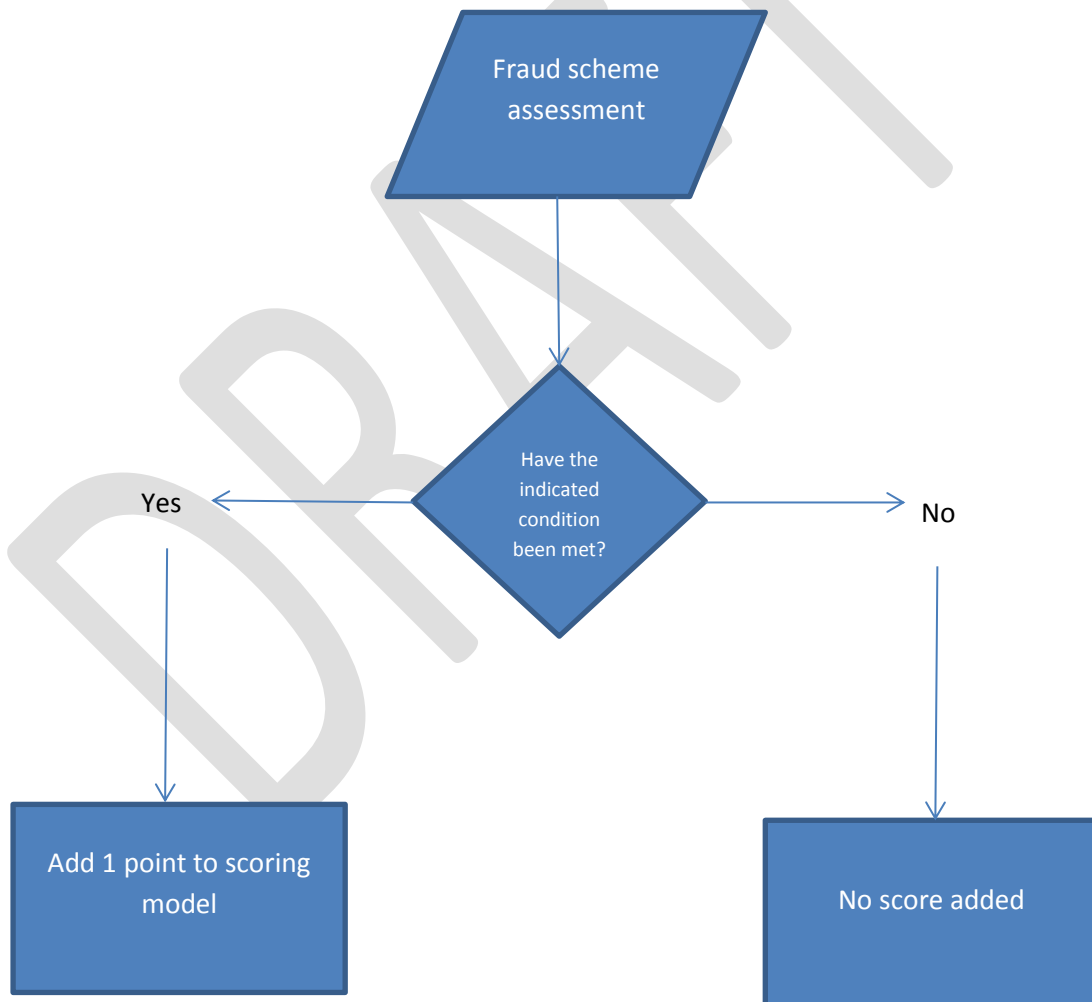 DRAFT
Fraud scheme
assessment
Have the
indicated
condition
been met?
Yes
No
Add 1 point to scoring
model
No score added